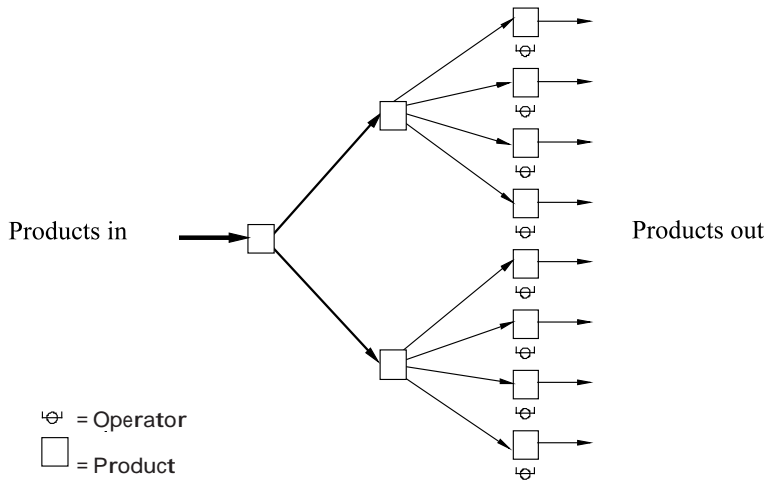 Products in
Products out
= Operator
= Product